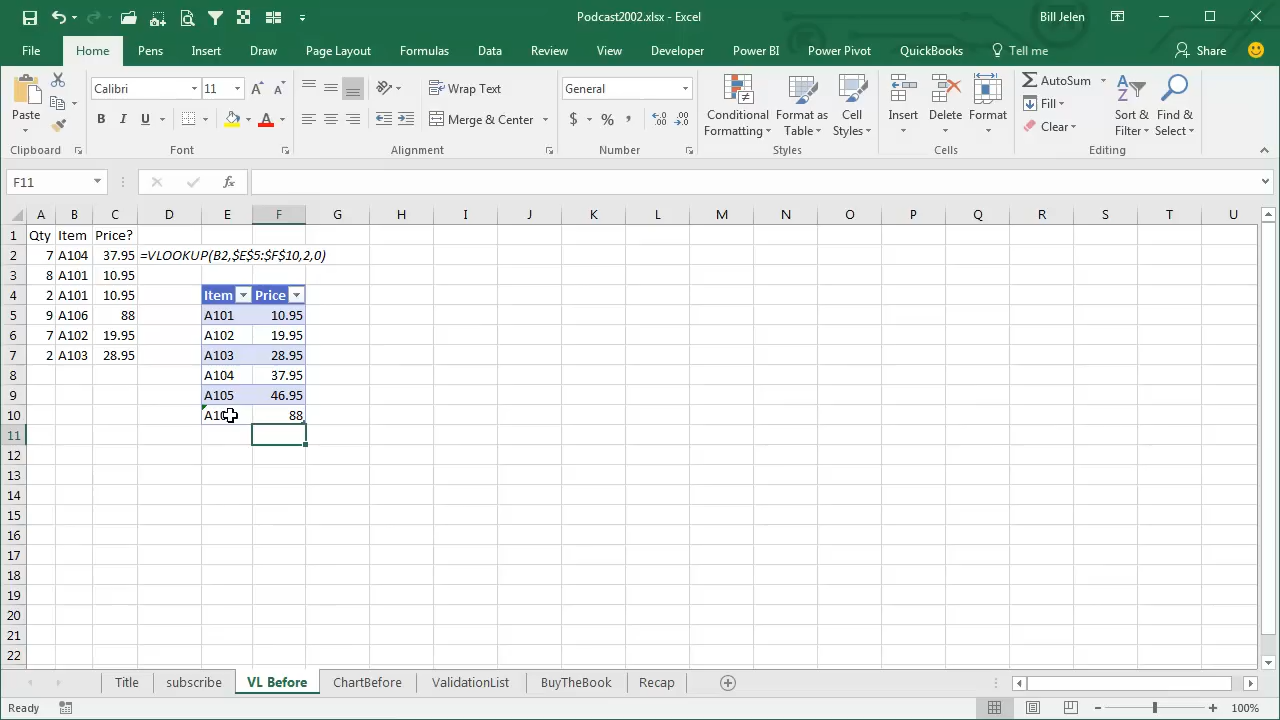 Podcast2002.xlsx - Excel
Bill Jelen
File Home Pens Insert Draw Page Layout Formulas Data Review View Developer Power BI Power Pivot QuickBooks Tell me Share
Paste
Clipboard
Calibri 11
B I U
Font
Wrap Text
Merge & Center
Alignment
General
$ % ,
Number
Conditional Formatting
Format as Table
Cell Styles
Styles
Insert Delete Format
Cells
AutoSum
Fill
Clear
Sort & Filter
Find & Select
Editing
F11
fx
A B C D E F G H I J K L M N O P Q R S T U
1 Qty Item Price?
2 7 A104 37.95 =VLOOKUP(B2,$E$5:$F$10,2,0)
3 8 A101 10.95
4 2 A101 10.95 Item Price
5 9 A106 88 A101 10.95
6 7 A102 19.95 A102 19.95
7 2 A103 28.95 A103 28.95
8 A104 37.95
9 A105 46.95
10 88
11
12
13
14
15
16
17
18
19
20
21
22
Title subscribe VL Before ChartBefore ValidationList BuyTheBook Recap
Ready
100%